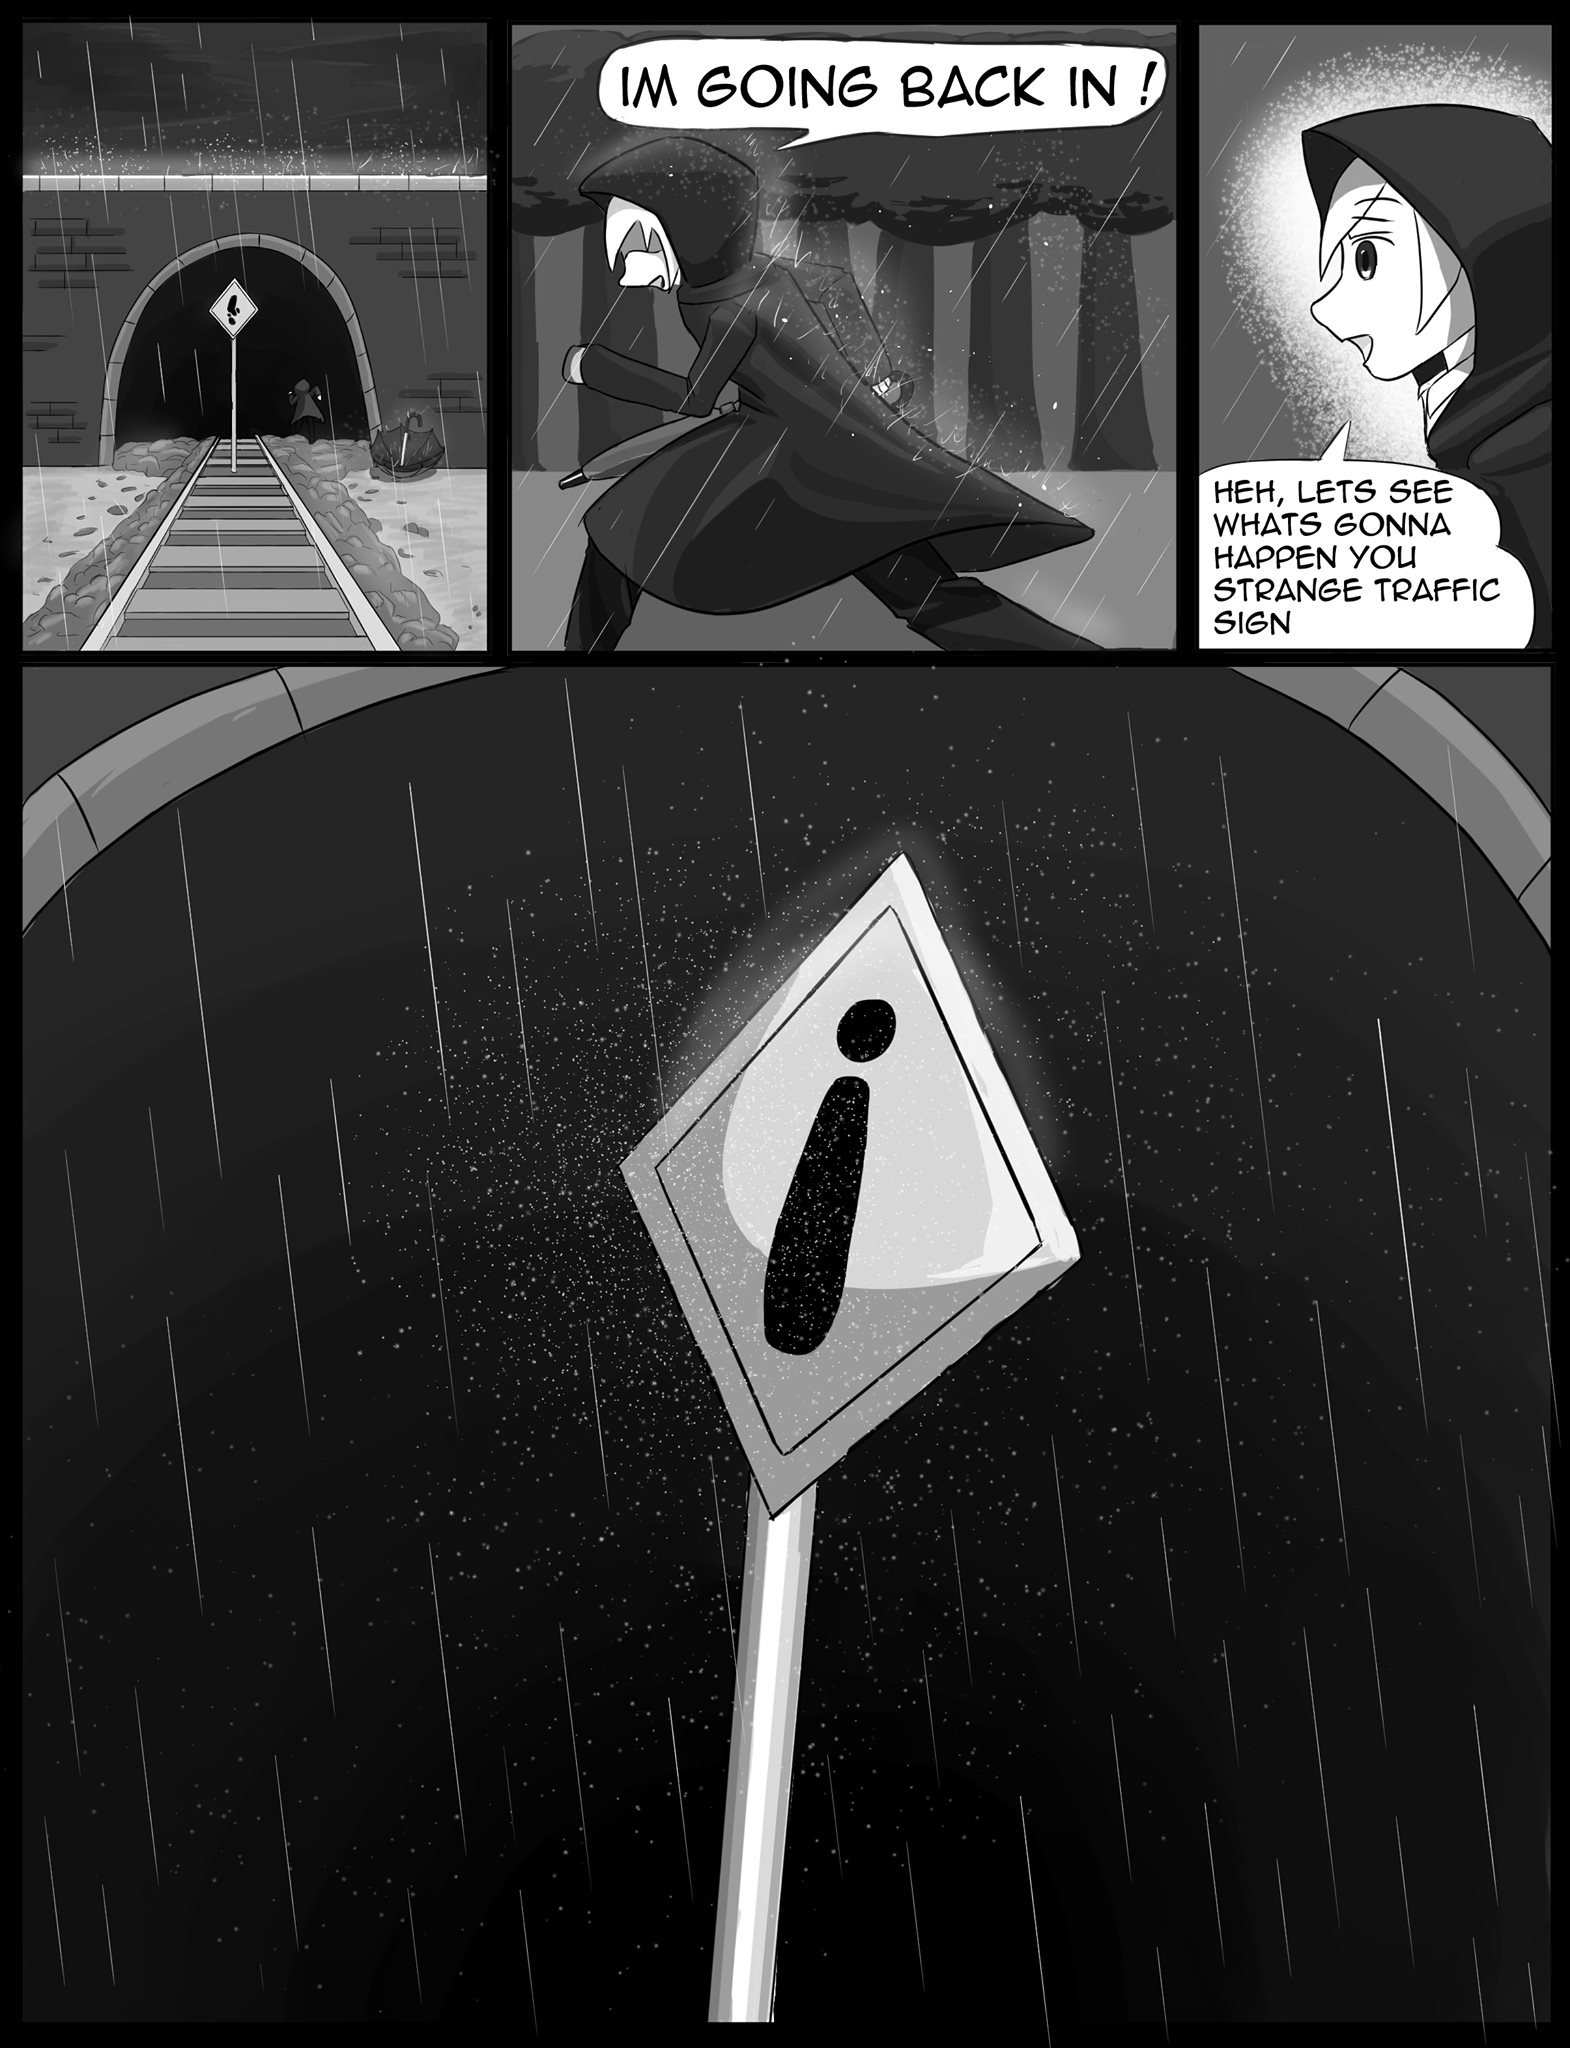 IM GOING BACK IN !
HEH, LETS SEE
WHATS GONNA
HAPPEN YOU
STRANGE TRAFFIC
SIGN